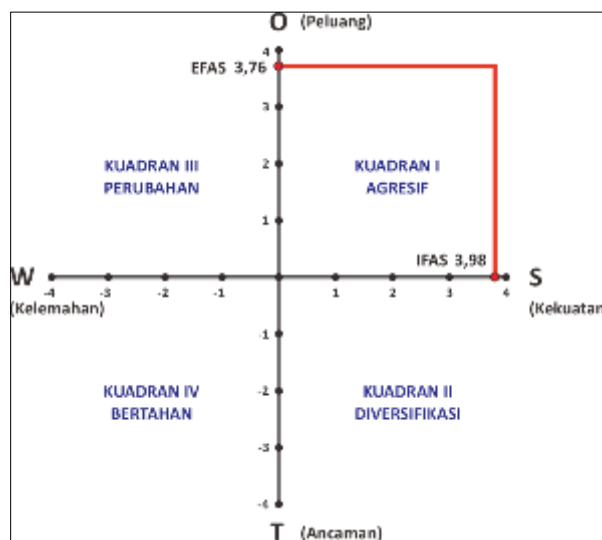 O (Peluang)
4
EFAS 3,76
3
KUADRAN III
PERUBAHAN
2
KUADRAN I
AGRESIF
1
IFAS 3,98
W
(Kelemahan)
-4 -3 -2 -1 1 2 3 4
S
(Kekuatan
-1
KUADRAN IV
BERTAHAN
-2
KUADRAN II
DIVERSIFIKASI
-3
-4
T (Ancaman)